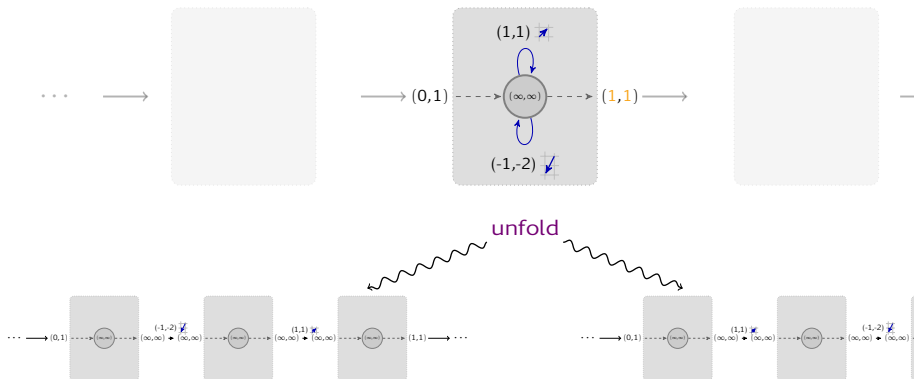 (1,1)
··· (0,1) (∞,∞) (1,1)
(-1,-2)
unfold
(-1,-2) (1,1) (1,1) (-1,-2)
··· (0,1) (∞,∞) (∞,∞) (∞,∞) (∞,∞) (∞,∞) (∞,∞) (∞,∞) (1,1) ··· ··· (0,1) (∞,∞) (∞,∞) (∞,∞) (∞,∞) (∞,∞) (∞,∞)